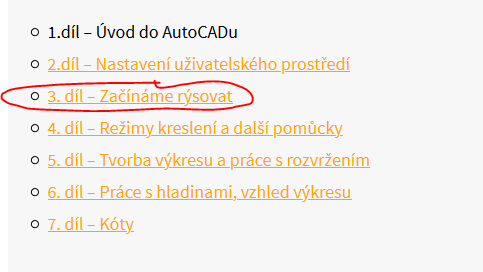 1.díl – Úvod do AutoCADu
2.díl – Nastavení uživatelského prostředí
3. díl – Začínáme rýsovat
4. díl – Režimy kreslení a další pomůcky
5. díl – Tvorba výkresu a práce s rozvržením
6. díl – Práce s hladinami, vzhled výkresu
7. díl – Kóty